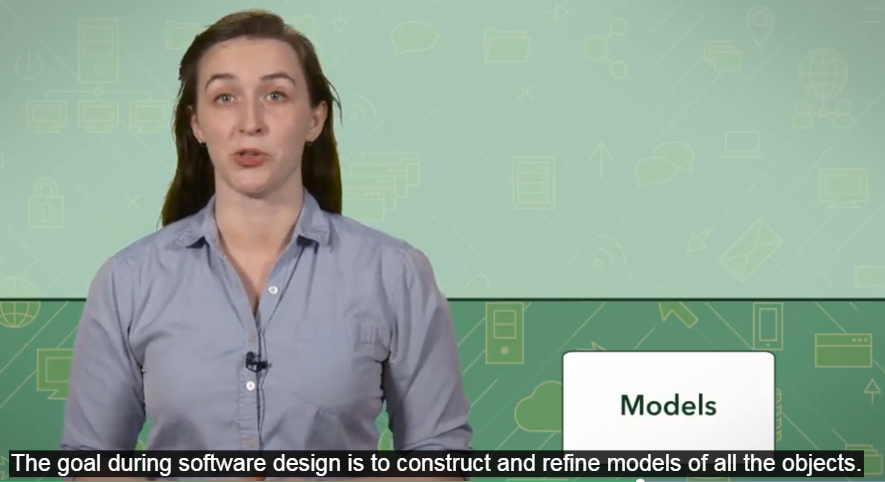 Models
The goal during software design is to construct and refine models of all the objects.